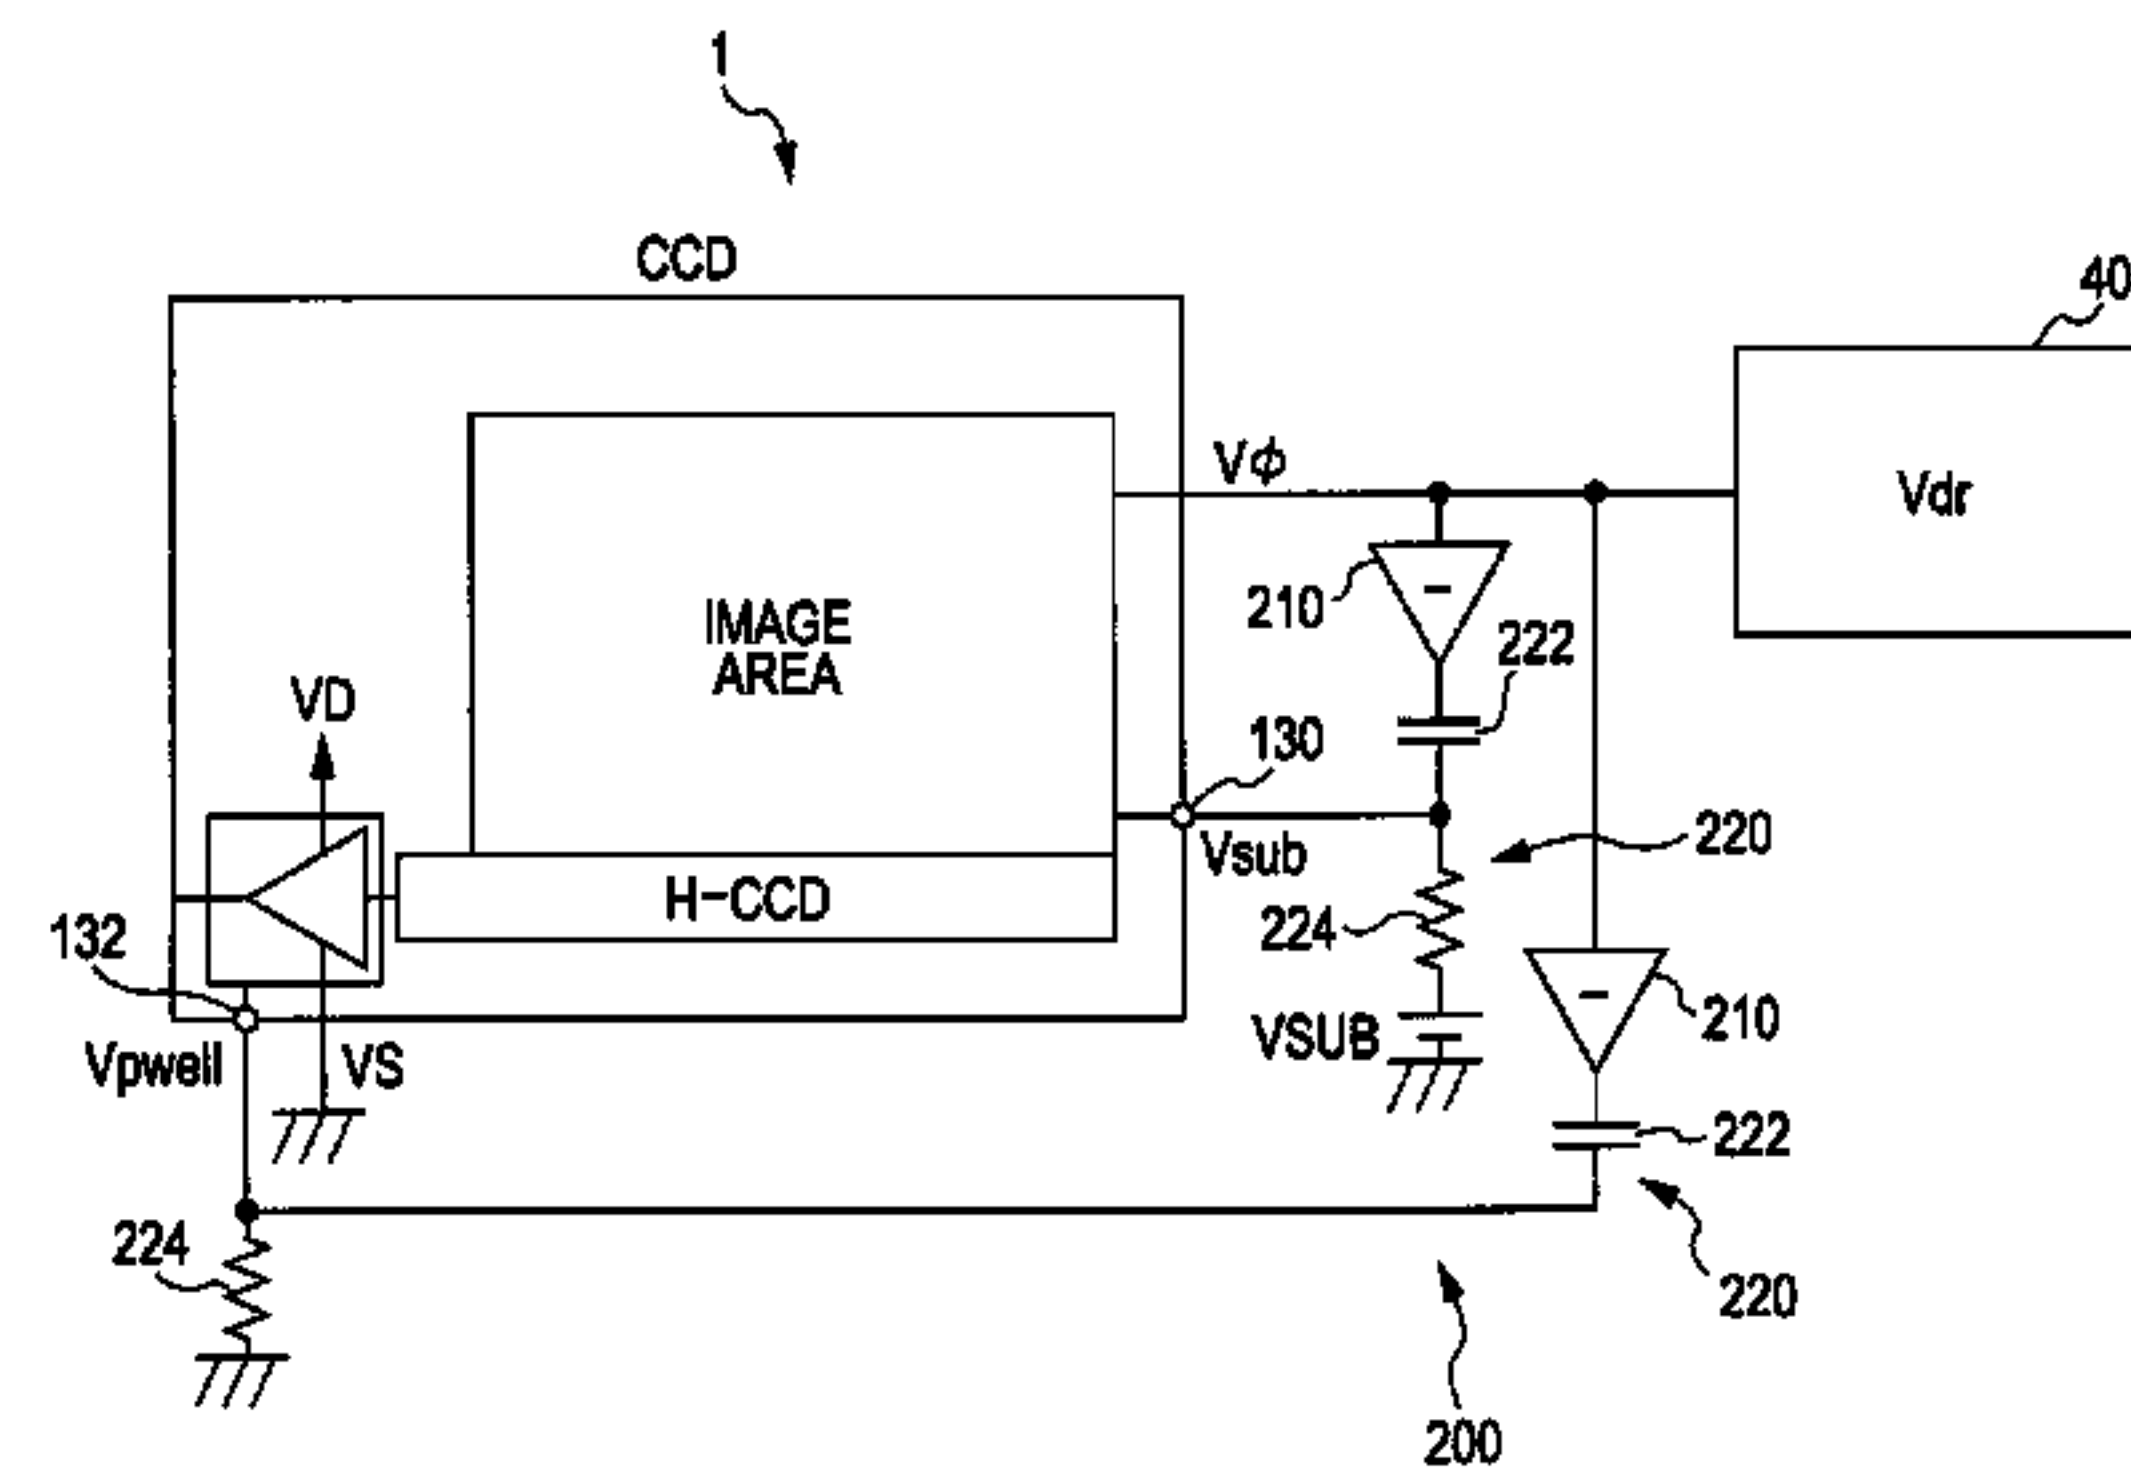 1
CCD
40
Vϕ
Vdr
210
IMAGE
AREA
222
VD
130
220
Vsub
H-CCD
224
132
210
VSUB
Vpwell
VS
222
224
220
200